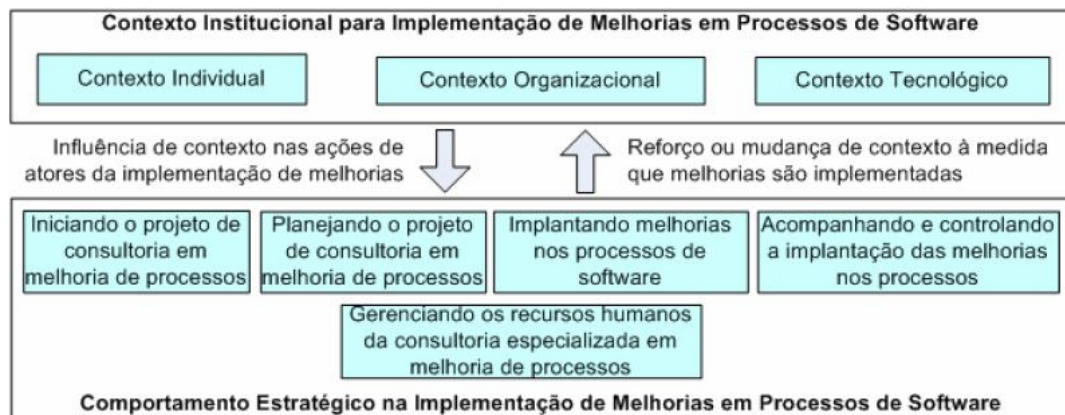 Contexto Institucional para Implementação de Melhorias em Processos de Software
Contexto Individual
Contexto Organizacional
Contexto Tecnológico
Influência de contexto nas ações de
atores da implementação de melhorias
Reforço ou mudança de contexto à medida
que melhorias são implementadas
Iniciando o projeto de
consultoria em
melhoria de processos
Planejando o projeto
de consultoria em
melhoria de processos
Implantando melhorias
nos processos de
software
Acompanhando e controlando
a implantação das melhorias
nos processos
Gerenciando os recursos humanos
da consultoria especializada em
melhoria de processos
Comportamento Estratégico na Implementação de Melhorias em Processos de Software